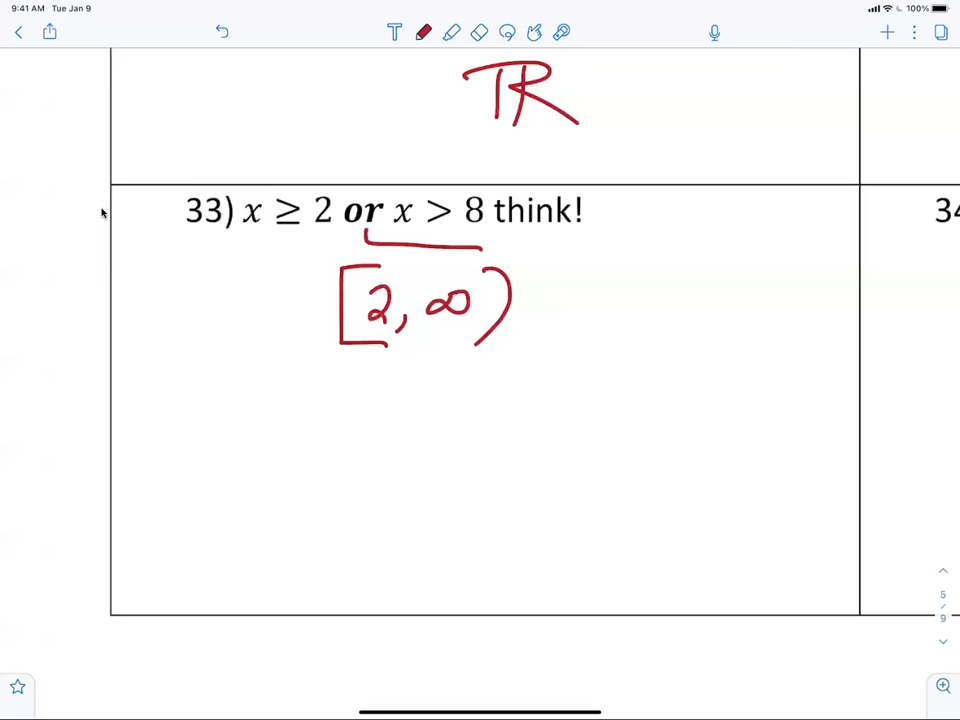 9:41 AM Tue Jan 9
100%
T
ℝ
33) x ≥ 2 or x > 8 think!
34
[2, ∞)
5
/
9